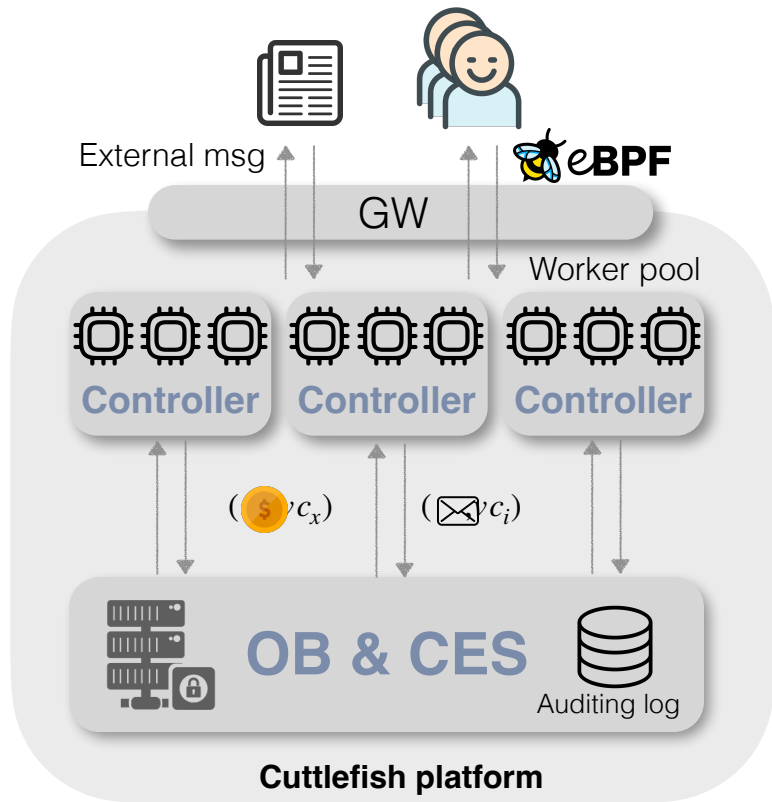 External msg
eBPF
GW
Worker pool
Controller
Controller
Controller
( $ c_x)
( c_i)
OB & CES
Auditing log
Cuttlefish platform